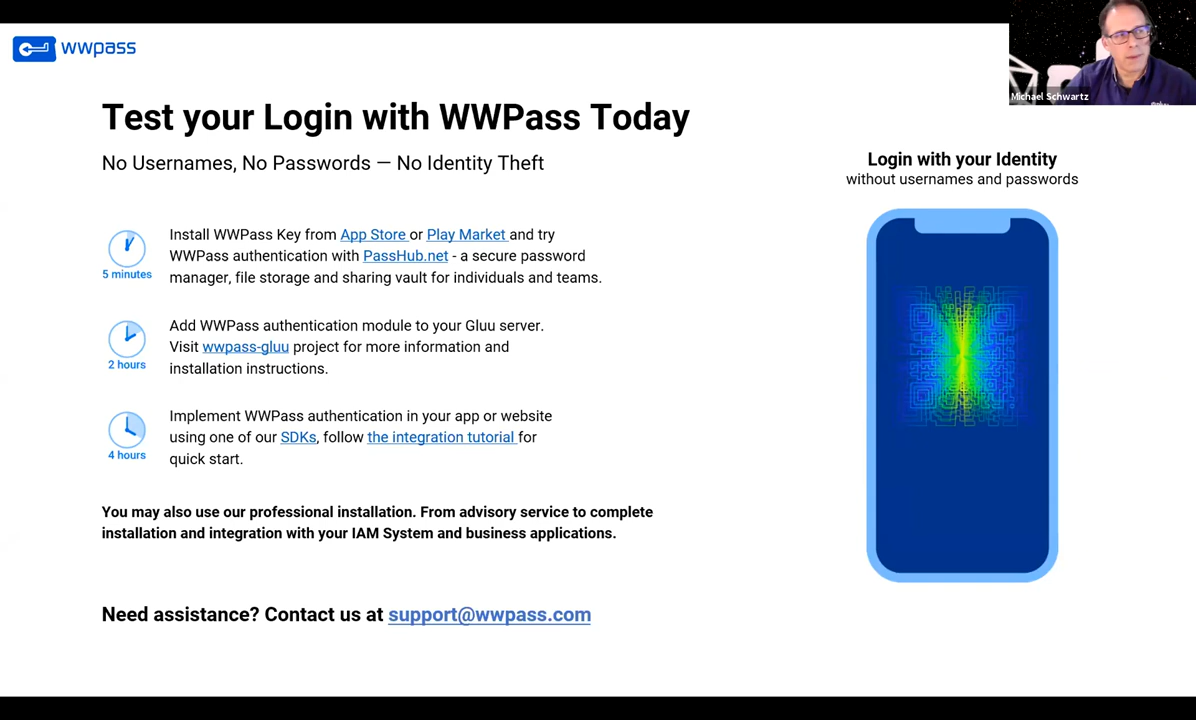 wwpass
Michael Schwartz
Test your Login with WWPass Today
No Usernames, No Passwords — No Identity Theft
Login with your Identity
without usernames and passwords
5 minutes
Install WWPass Key from App Store or Play Market and try
WWPass authentication with PassHub.net - a secure password
manager, file storage and sharing vault for individuals and teams.
2 hours
Add WWPass authentication module to your Gluu server.
Visit wwpass-gluu project for more information and
installation instructions.
4 hours
Implement WWPass authentication in your app or website
using one of our SDKs, follow the integration tutorial for
quick start.
You may also use our professional installation. From advisory service to complete
installation and integration with your IAM System and business applications.
Need assistance? Contact us at support@wwpass.com